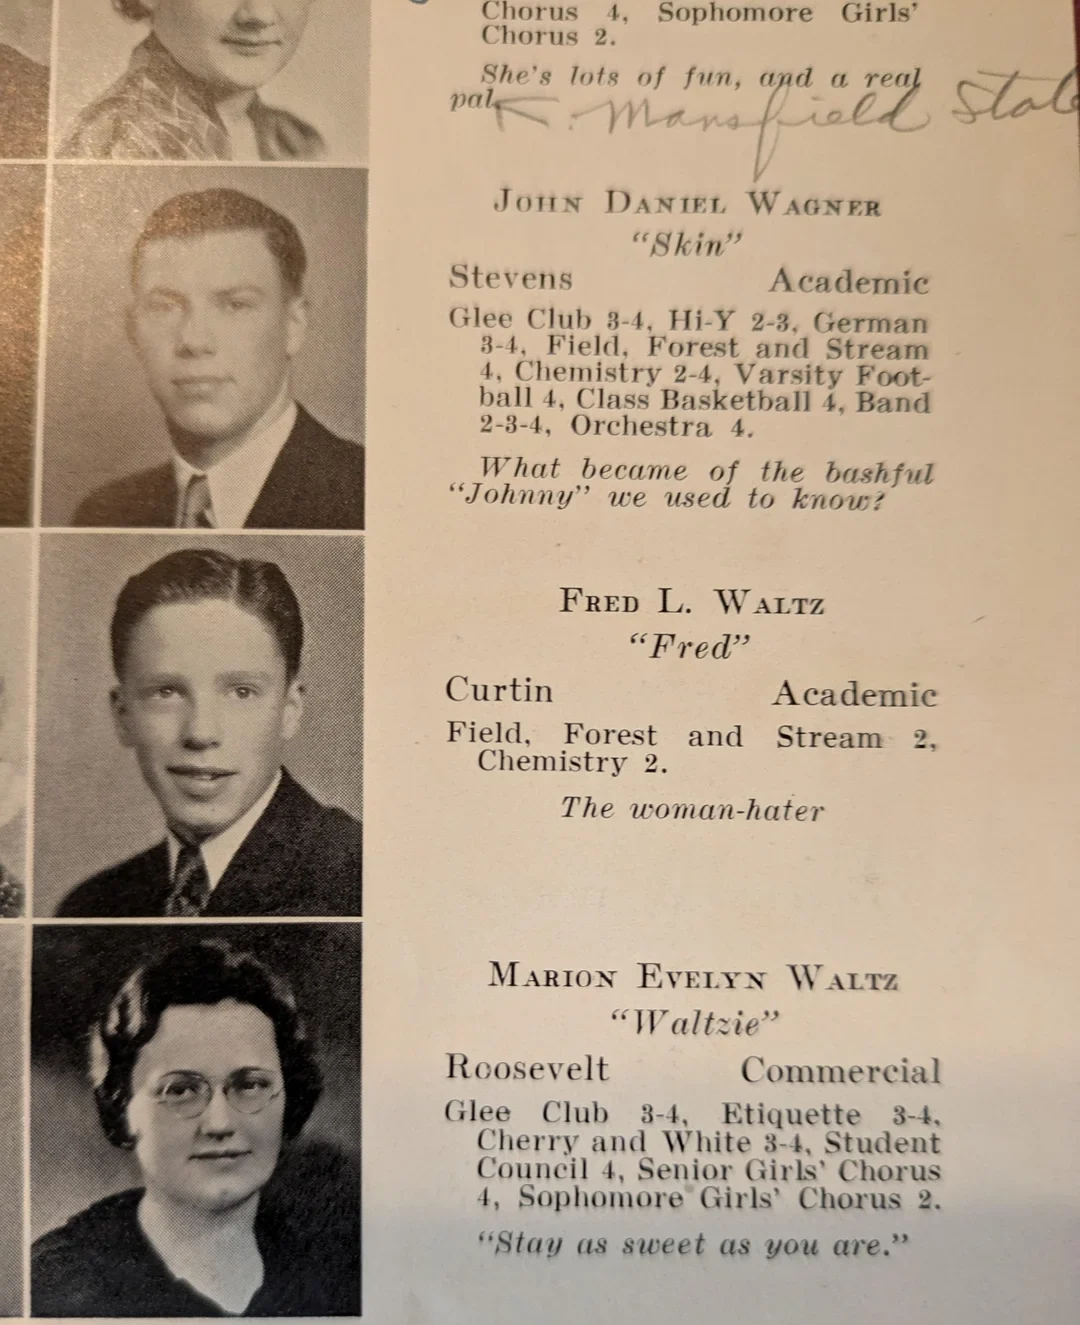 Chorus 4, Sophomore Girls'
Chorus 2.
She's lots of fun, and a real
pal.
K. Mansfield State
JOHN DANIEL WAGNER
"Skin"
Stevens Academic
Glee Club 3-4, Hi-Y 2-3, German
3-4, Field, Forest and Stream
4, Chemistry 2-4, Varsity Foot-
ball 4, Class Basketball 4, Band
2-3-4, Orchestra 4.
What became of the bashful
"Johnny" we used to know?
FRED L. WALTZ
"Fred"
Curtin Academic
Field, Forest and Stream 2,
Chemistry 2.
The woman-hater
MARION EVELYN WALTZ
"Waltzie"
Roosevelt Commercial
Glee Club 3-4, Etiquette 3-4,
Cherry and White 3-4, Student
Council 4, Senior Girls' Chorus
4, Sophomore Girls' Chorus 2.
"Stay as sweet as you are."